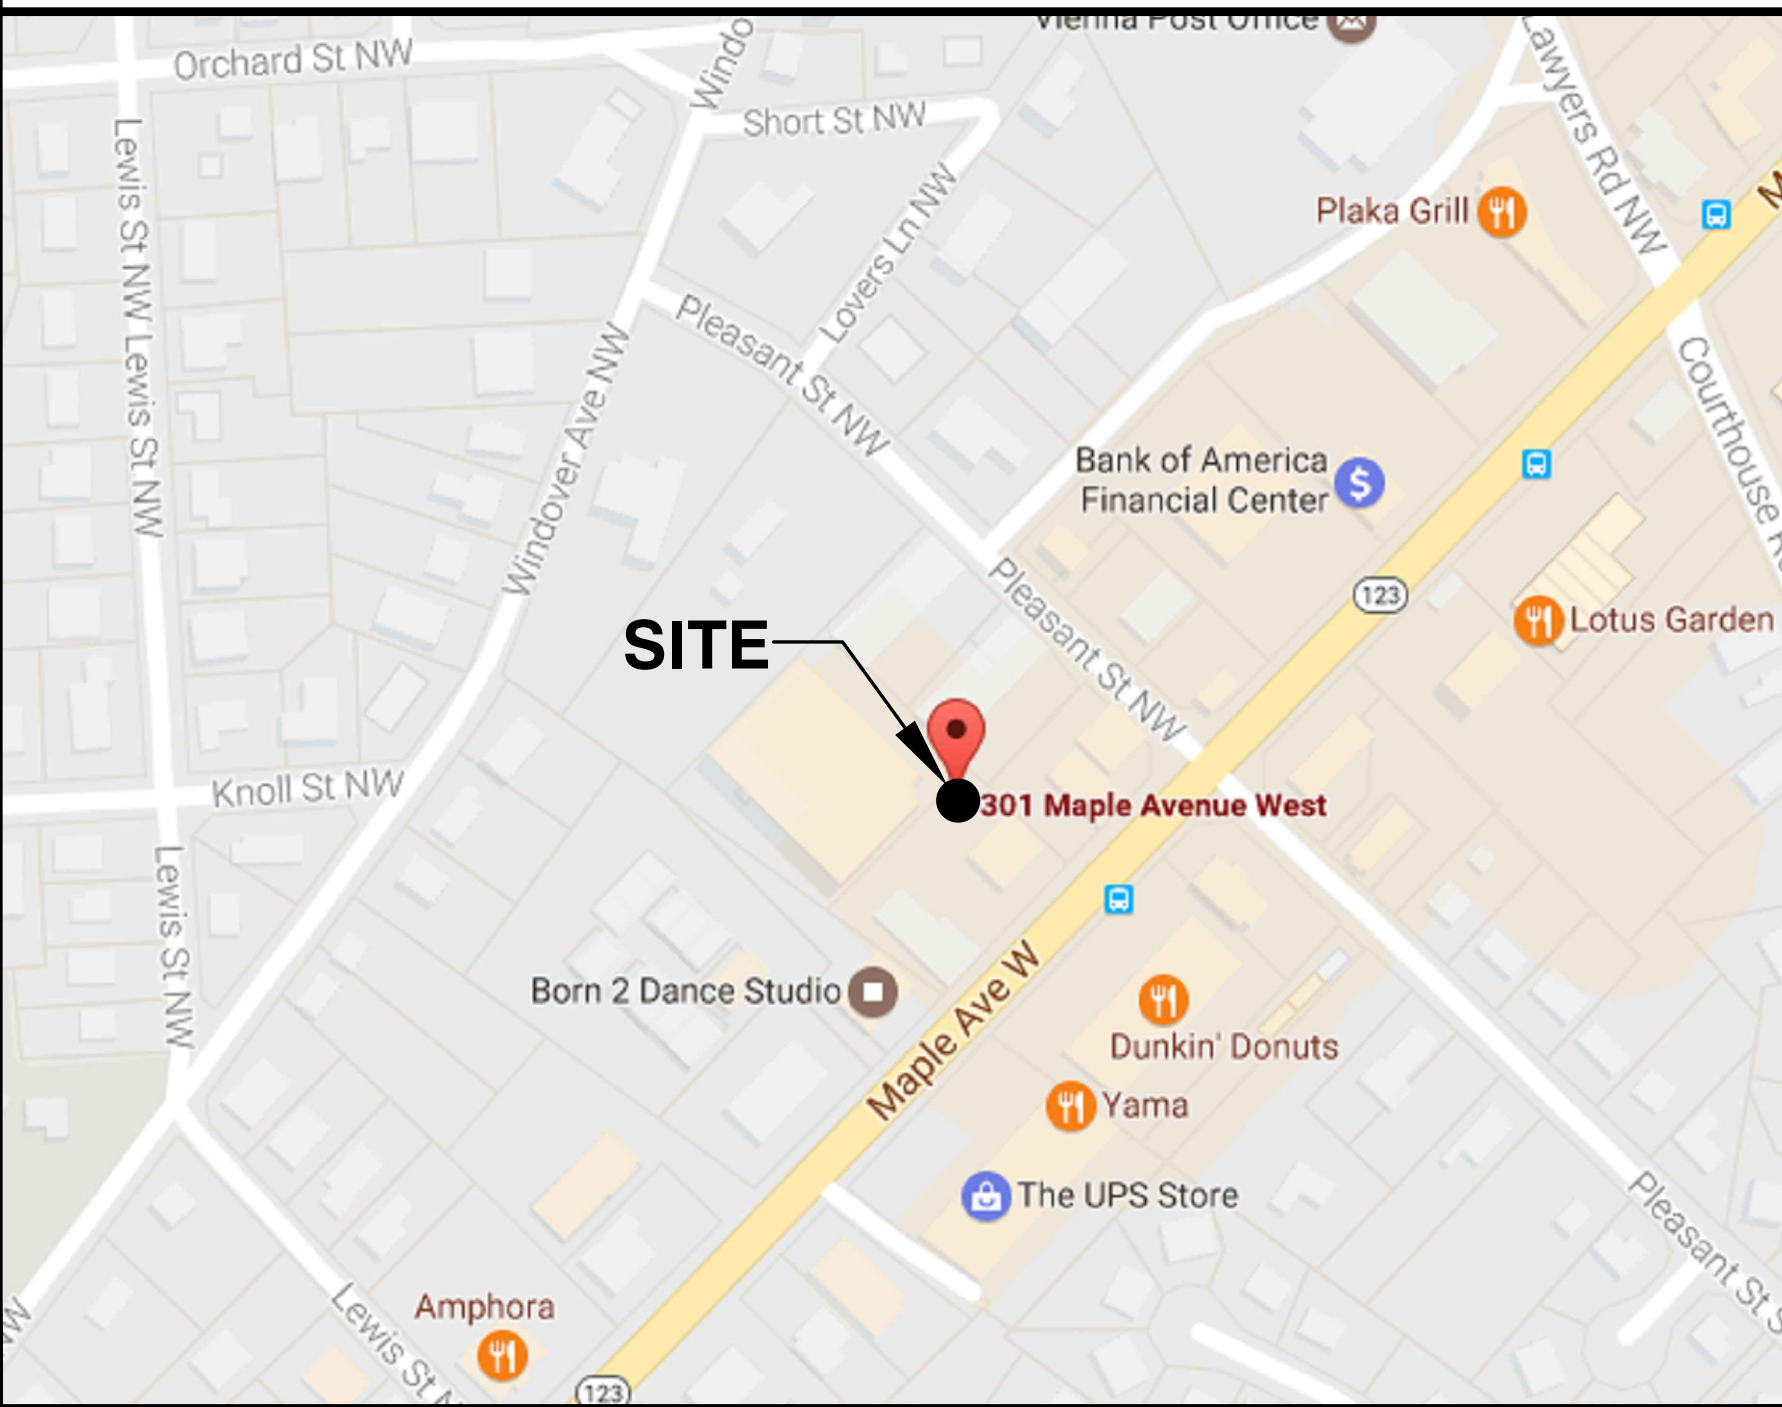 Vienna Post Office
Orchard St NW
Windo
Lawyers Rd NW
Short St NW
Lewis St NW
Lewis St NW
Lovers Ln NW
Plaka Grill
M
Pleasant St NW
Windover Ave NW
Courthouse R
Bank of America
Financial Center
$
123
Lotus Garden
Pleasant St NW
SITE
301 Maple Avenue West
Knoll St NW
Lewis St NW
Born 2 Dance Studio
Maple Ave W
Dunkin' Donuts
Yama
The UPS Store
Pleasant St S
Amphora
Lewis St N
W
123